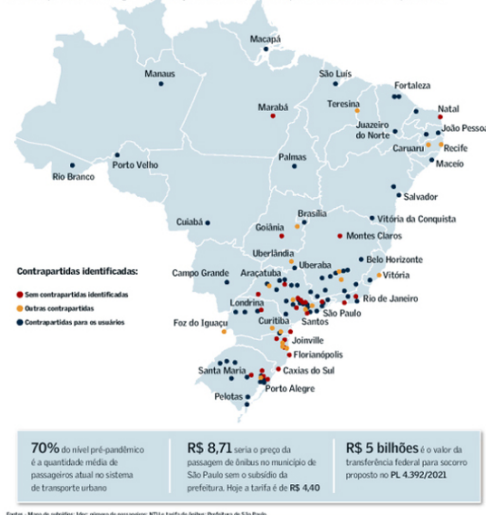 Macapá
Manaus
São Luís
Fortaleza
Marabá
Teresina
Natal
Juazeiro
do Norte
João Pessoa
Caruaru
Recife
Maceio
Porto Velho
Palmas
Rio Branco
Salvador
Cuiabá
Brasília
Vitória da Conquista
Goiânia
Montes Claros
Uberlândia
Belo Horizonte
Contrapartidas identificadas:
Campo Grande
Araçatuba
Uberaba
Vitória
Sem contrapartidas identificadas
Outras contrapartidas
Contrapartidas para os usuários
Londrina
Rio de Janeiro
São Paulo
Foz do Iguaçu
Curitiba
Santos
Joinville
Florianópolis
Santa Maria
Caxias do Sul
Porto Alegre
Pelotas
70% do nível pré-pandêmico
é a quantidade média de
passageiros atual no sistema
de transporte urbano
R$ 8,71 seria o preço da
passagem de ônibus no município de
São Paulo sem o subsídio da
prefeitura. Hoje a tarifa é de R$ 4,40
R$ 5 bilhões é o valor da
transferência federal para socorro
proposto no PL 4.392/2021